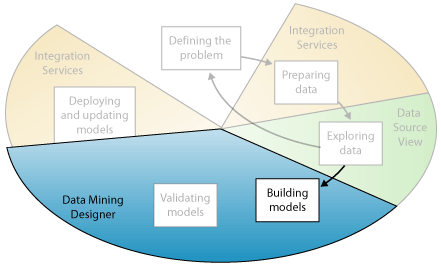 Defining the
problem
Integration
Services
Preparing
data
Data
Source
View
Exploring
data
Building
models
Validating
models
Data Mining
Designer
Deploying
and updating
models
Integration
Services